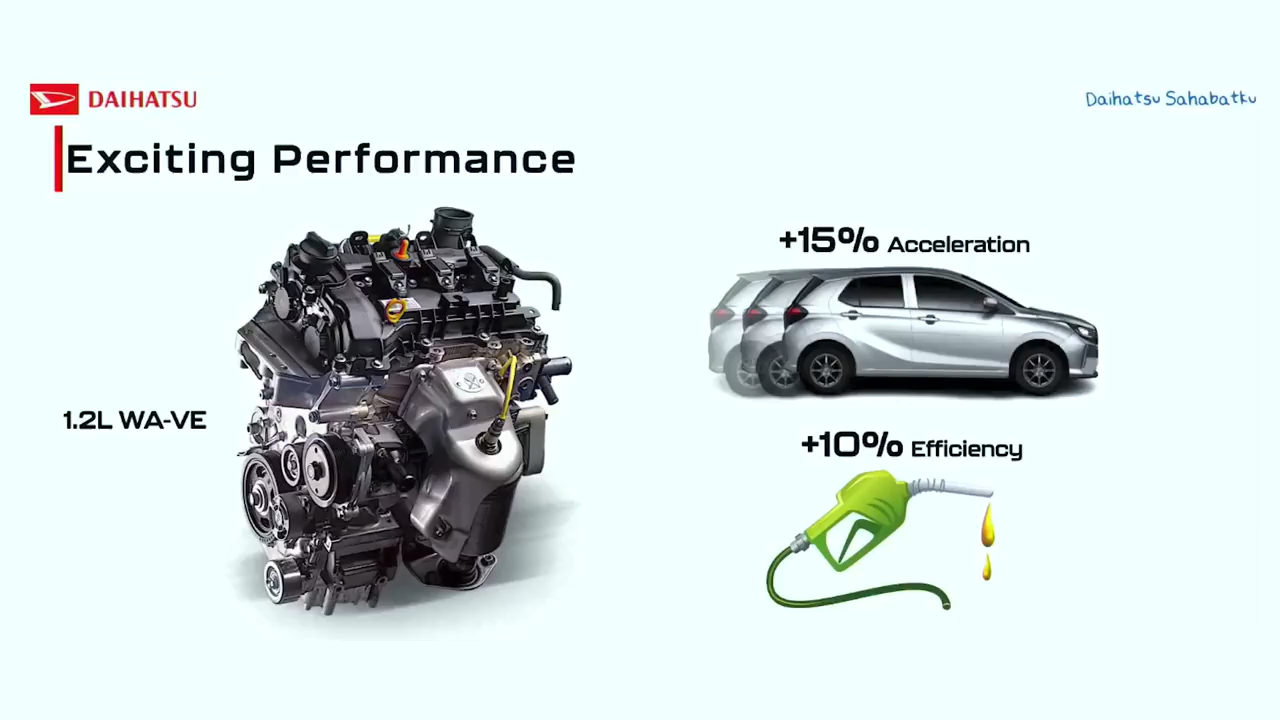 DAIHATSU
Daihatsu Sahabatku
Exciting Performance
+15% Acceleration
1.2L WA-VE
+10% Efficiency